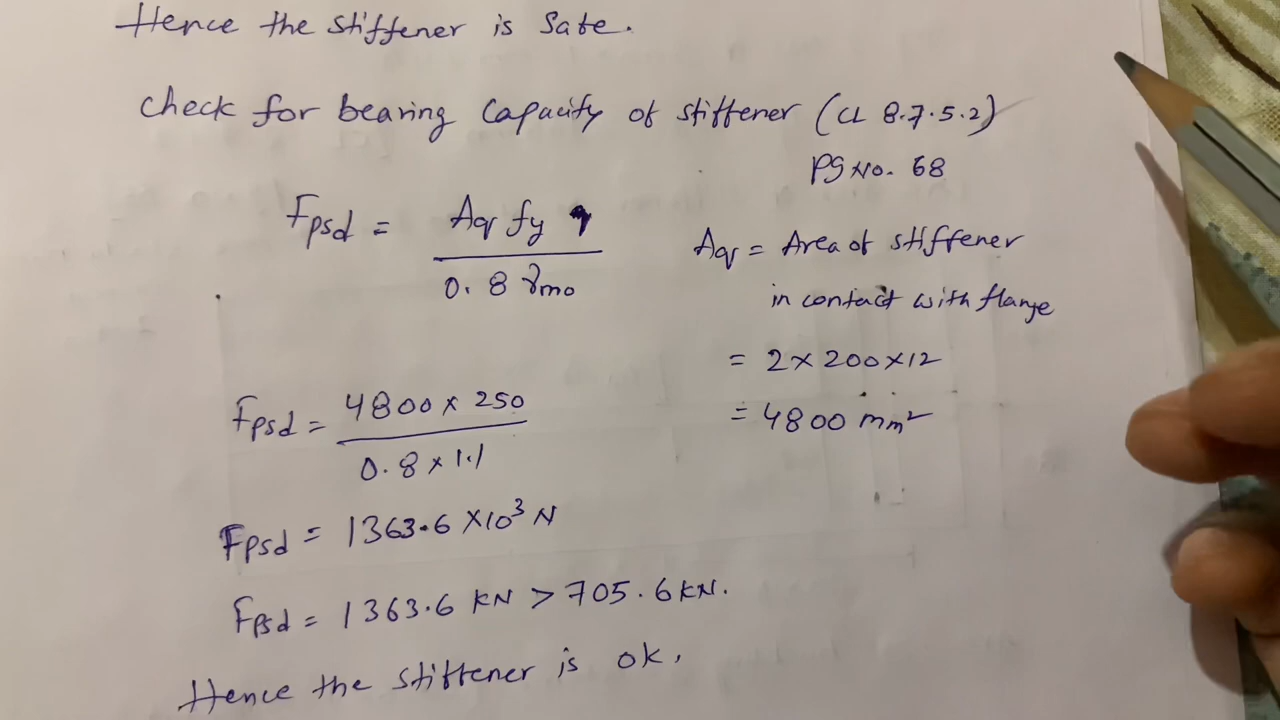 Hence the stiffener is Safe.
Check for bearing Capacity of stiffener (CL 8.7.5.2)
PG No. 68
Fpsd = Aq fy / 0.8 γmo
Aq = Area of stiffener
in contact with flange
= 2 × 200 × 12
= 4800 mm²
Fpsd = 4800 × 250 / 0.8 × 1.1
Fpsd = 1363.6 × 10³ N
Fpsd = 1363.6 KN > 705.6 KN.
Hence the stiffener is ok.